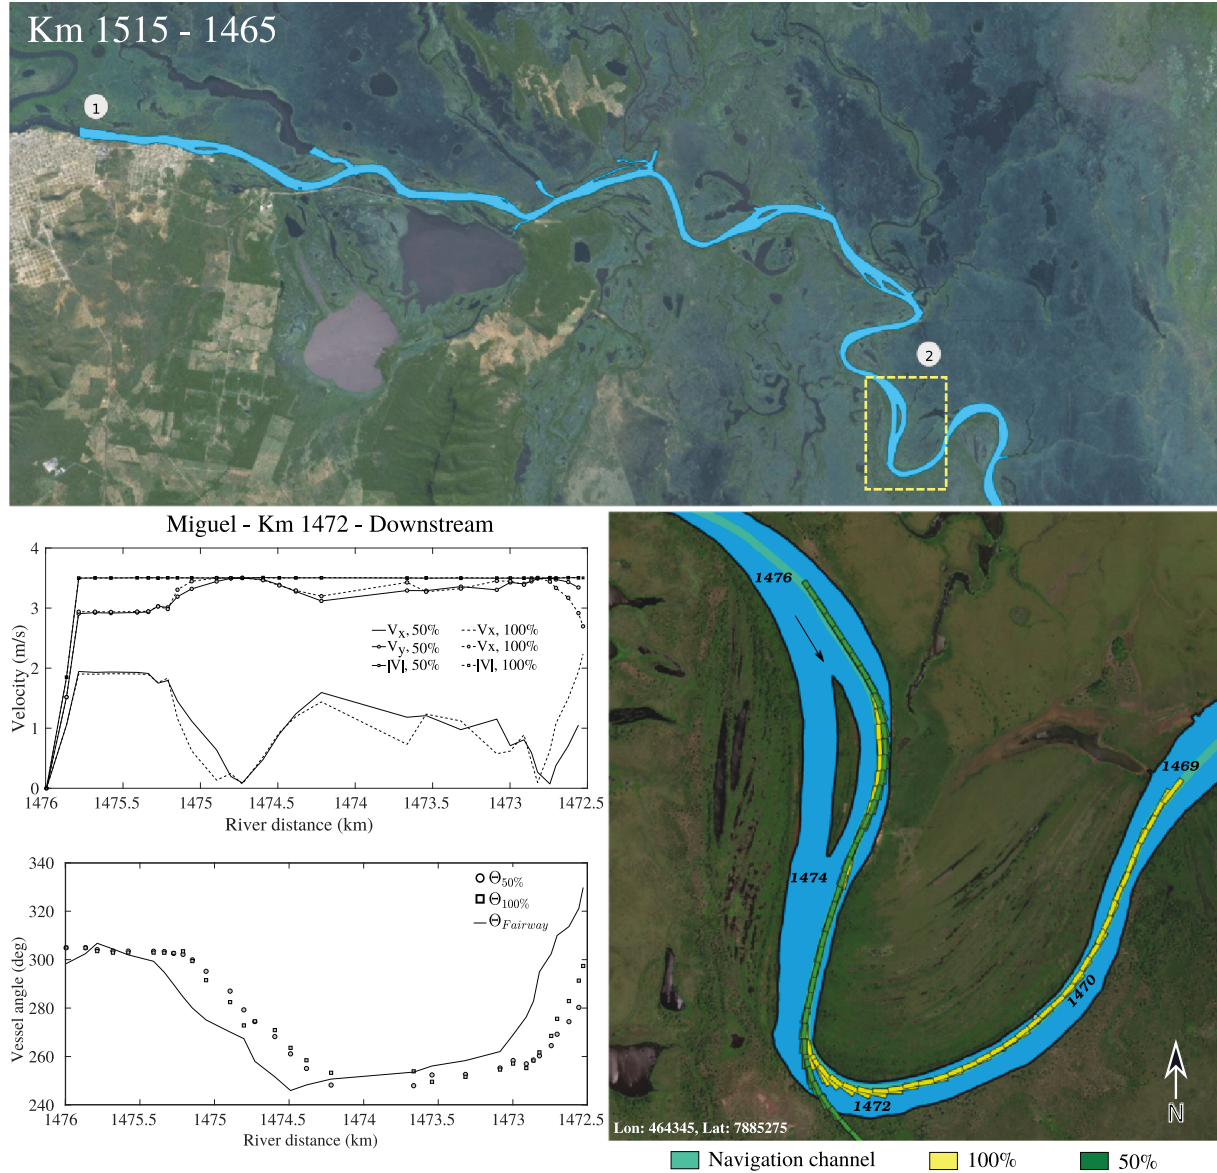 Km 1515 - 1465
1
2
Miguel - Km 1472 - Downstream
Velocity (m/s)
4
3
2
1
0
Vx, 50%
Vx, 100%
Vy, 50%
Vx, 100%
|V|, 50%
|V|, 100%
1476
1475.5
1475
1474.5
1474
1473.5
1473
1472.5
River distance (km)
Vessel angle (deg)
340
320
300
280
260
240
Θ50%
Θ100%
ΘFairway
1476
1475.5
1475
1474.5
1474
1473.5
1473
1472.5
River distance (km)
1476
1474
1469
1470
1472
N
Lon: 464345, Lat: 7885275
Navigation channel
100%
50%